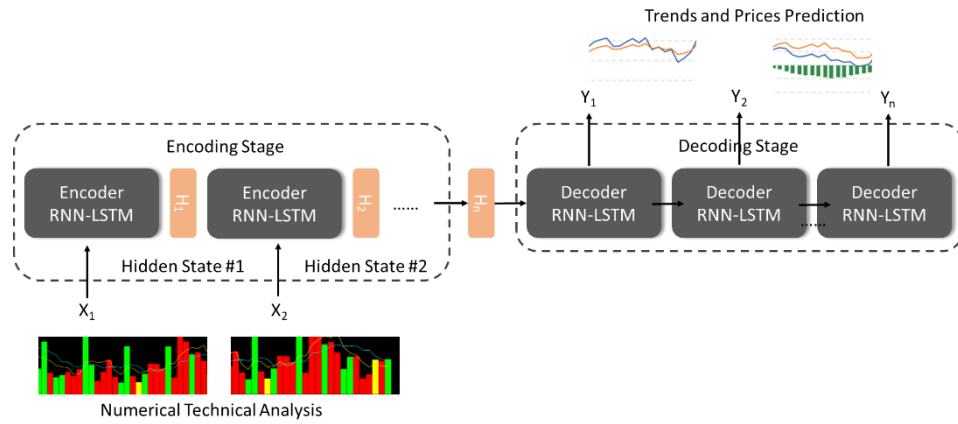 Trends and Prices Prediction
Y1
Y2
Yn
Encoding Stage
Decoding Stage
Encoder
RNN-LSTM
H1
Encoder
RNN-LSTM
H2
......
Hn
Decoder
RNN-LSTM
Decoder
RNN-LSTM
......
Decoder
RNN-LSTM
Hidden State #1
Hidden State #2
X1
X2
Numerical Technical Analysis